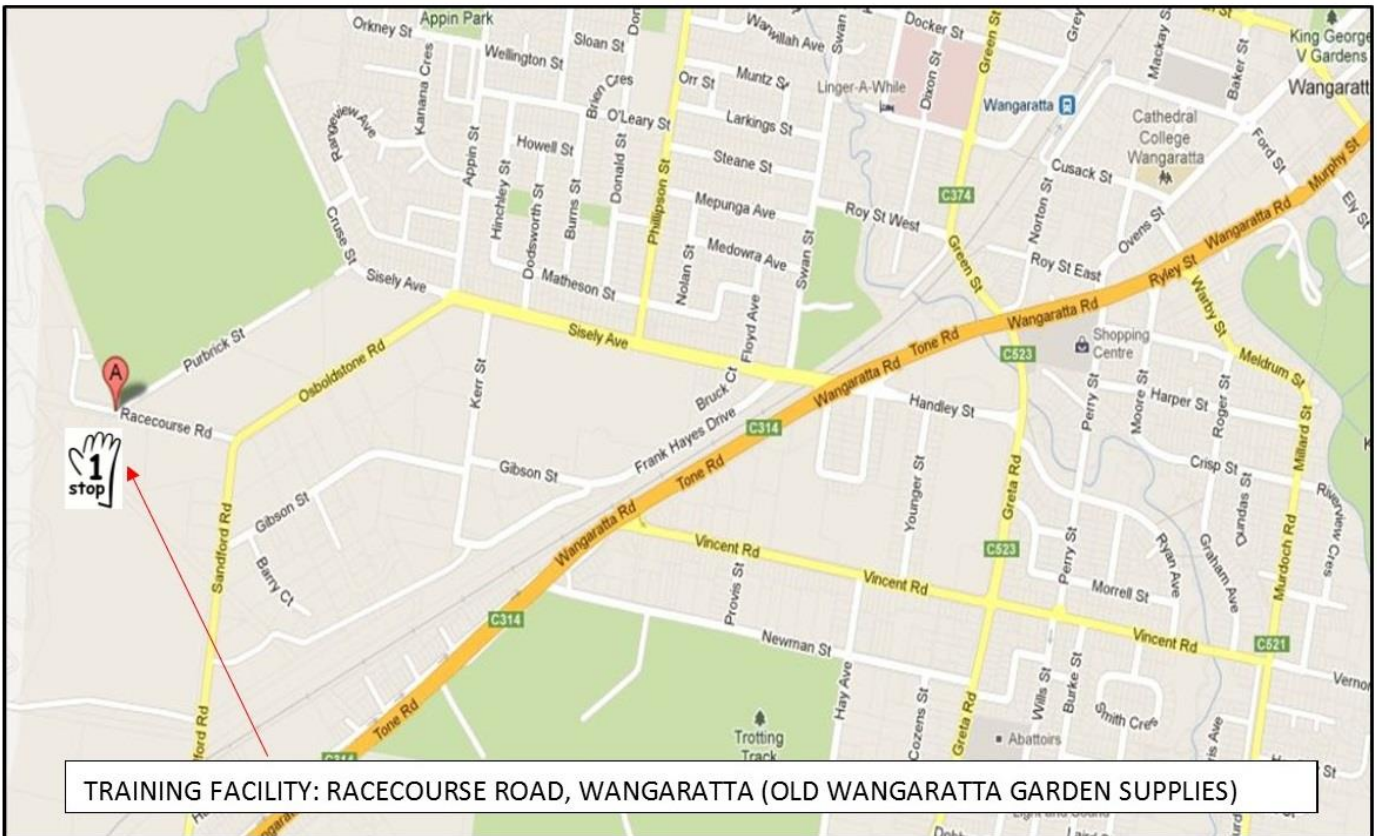 Appin Park
Orkney St
Wellington St
Sloan St
Kanana Cres
Brien Cres
Rangeview Ave
Appin St
Howell St
O'Leary St
Orr St
Muntz St
Larkings St
Steane St
Mepunga Ave
Medowra Ave
Docker St
Green St
Dixon St
Linger-A-While
Wangaratta
Mackay St
Baker St
King George
V Gardens
Cathedral
College
Wangaratta
Cusack St
Ford St
Murphy St
Ely St
Norton St
Ovens St
Wangaratta Rd
C374
Roy St West
Green St
Roy St East
Ryley St
Warby St
Cruse St
Hinchley St
Dodsworth St
Burns St
Donald St
Phillipson St
Nolan St
Swan St
Matheson St
Floyd Ave
Sisely Ave
Sisely Ave
Purbrick St
Osboldstone Rd
Kerr St
Bruck Ct
Wangaratta Rd
Tone Rd
Wangaratta Rd
C523
Shopping
Centre
Meldrum St
Perry St
Moore St
Harper St
Roger St
Millard St
Handley St
A
Racecourse Rd
1
stop
Frank Hayes Drive
C314
Gibson St
Tone Rd
Younger St
Greta Rd
Crisp St
Riverview Cres
Dundas St
Gibson St
Wangaratta Rd
Sandford Rd
Barry Ct
Vincent Rd
Vincent Rd
C523
Perry St
Ryan Ave
Graham Ave
Murdoch Rd
Morrell St
Provis St
Vincent Rd
C521
C314
Newman St
Hay Ave
Wills St
Burke St
Smith Cres
Cozens St
Greta Rd
Abattoirs
Tone Rd
Trotting
Track
TRAINING FACILITY: RACECOURSE ROAD, WANGARATTA (OLD WANGARATTA GARDEN SUPPLIES)